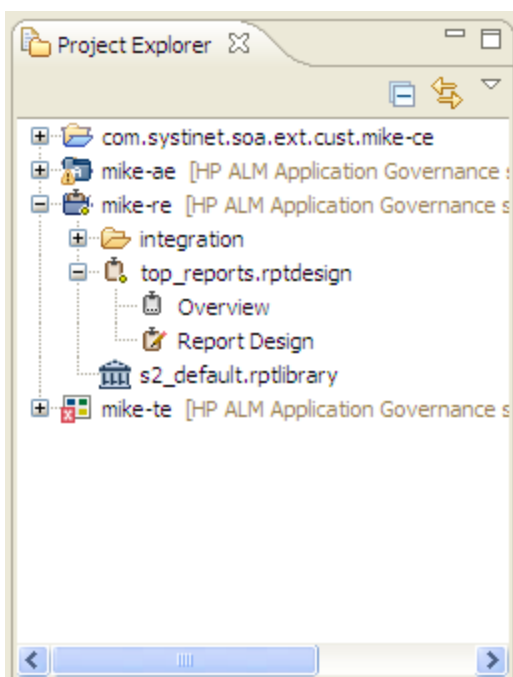 Project Explorer
com.systinet.soa.ext.cust.mike-ce
mike-ae [HP ALM Application Governance s
mike-re [HP ALM Application Governance s
integration
top_reports.rptdesign
Overview
Report Design
s2_default.rptlibrary
mike-te [HP ALM Application Governance s